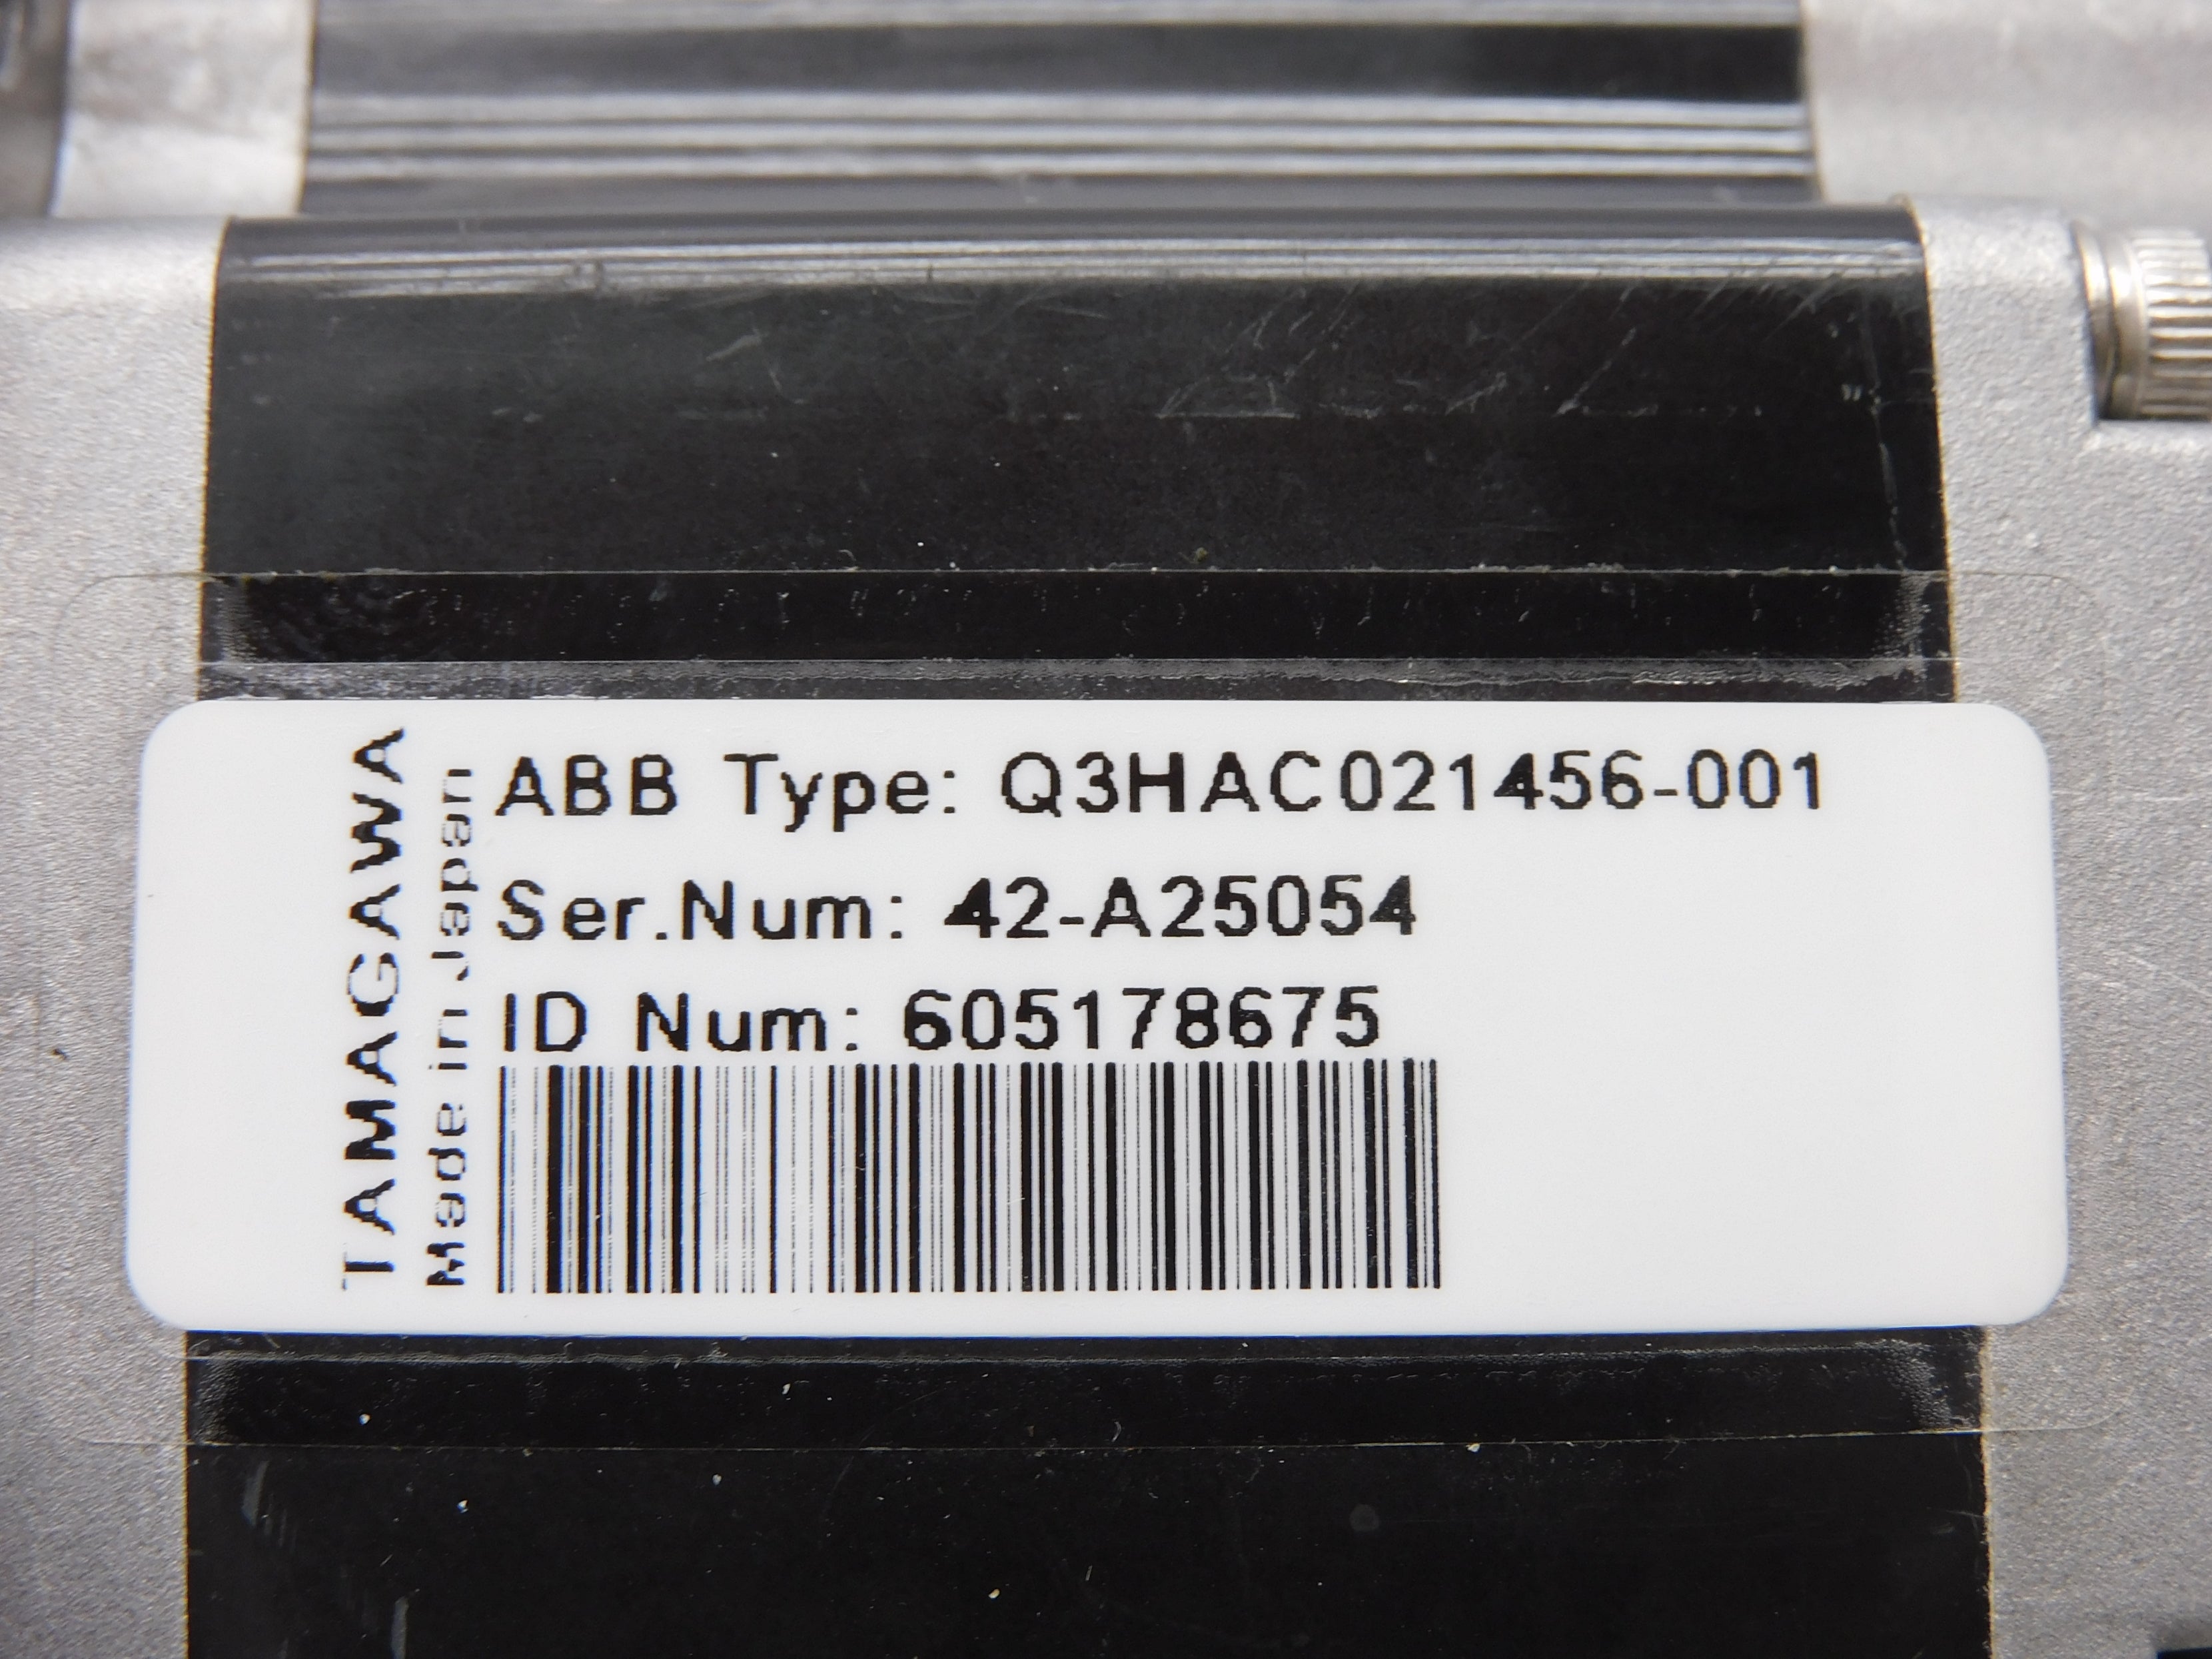 TAMAGAWA
Made in Japan
ABB Type: Q3HAC021456-001
Ser.Num: 42-A25054
ID Num: 605178675